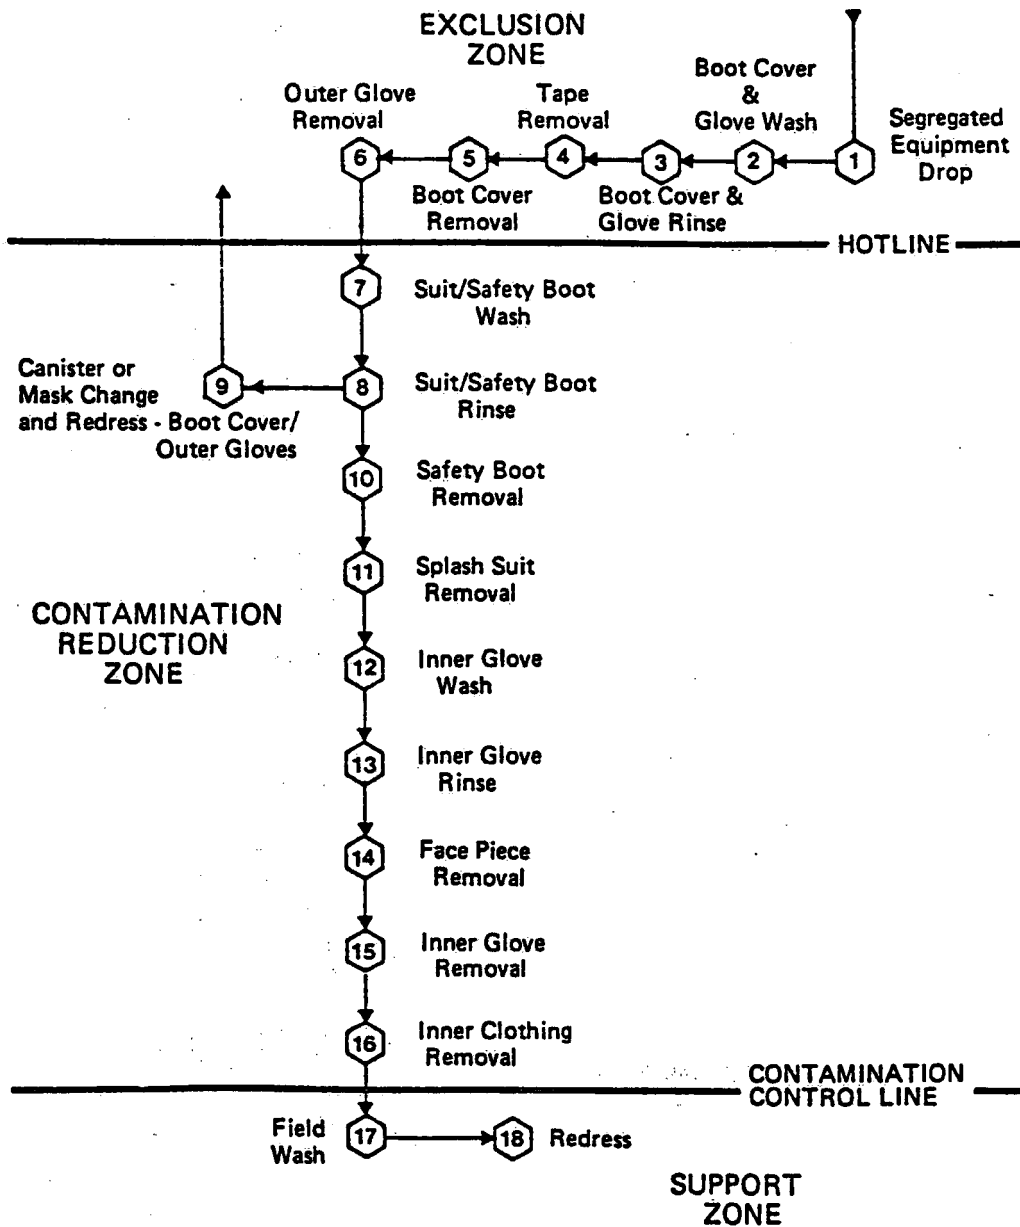 EXCLUSION
ZONE
Boot Cover
&
Glove Wash
Outer Glove
Removal
Tape
Removal
Segregated
Equipment
Drop
6
5
4
3
2
1
Boot Cover
Removal
Boot Cover &
Glove Rinse
HOTLINE
7
Suit/Safety Boot
Wash
Canister or
Mask Change
and Redress - Boot Cover/
Outer Gloves
9
8
Suit/Safety Boot
Rinse
10
Safety Boot
Removal
11
Splash Suit
Removal
CONTAMINATION
REDUCTION
ZONE
12
Inner Glove
Wash
13
Inner Glove
Rinse
14
Face Piece
Removal
15
Inner Glove
Removal
16
Inner Clothing
Removal
CONTAMINATION
CONTROL LINE
Field
Wash
17
18
Redress
SUPPORT
ZONE